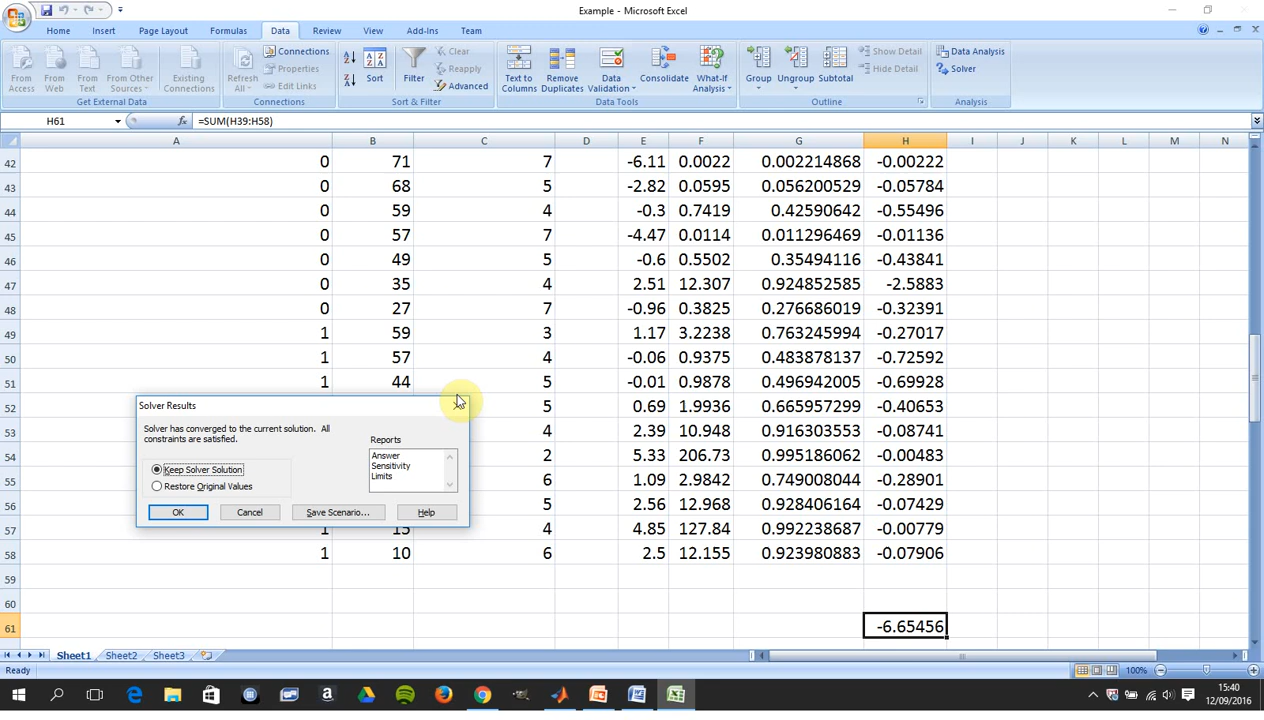 Example - Microsoft Excel
Home Insert Page Layout Formulas Data Review View Add-Ins Team
From Access
From Web
From Text
From Other Sources
Existing Connections
Get External Data
Refresh All
Connections
Properties
Edit Links
Connections
Sort
Filter
Clear
Reapply
Advanced
Sort & Filter
Text to Columns
Remove Duplicates
Data Validation
Consolidate
What-If Analysis
Data Tools
Group
Ungroup
Subtotal
Show Detail
Hide Detail
Outline
Data Analysis
Solver
Analysis
H61 fx =SUM(H39:H58)
A B C D E F G H I J K L M N
42 0 71 7 -6.11 0.0022 0.002214868 -0.00222
43 0 68 5 -2.82 0.0595 0.056200529 -0.05784
44 0 59 4 -0.3 0.7419 0.42590642 -0.55496
45 0 57 7 -4.47 0.0114 0.011296469 -0.01136
46 0 49 5 -0.6 0.5502 0.35494116 -0.43841
47 0 35 4 2.51 12.307 0.924852585 -2.5883
48 0 27 7 -0.96 0.3825 0.276686019 -0.32391
49 1 59 3 1.17 3.2238 0.763245994 -0.27017
50 1 57 4 -0.06 0.9375 0.483878137 -0.72592
51 1 44 5 -0.01 0.9878 0.496942005 -0.69928
52 5 0.69 1.9936 0.665957299 -0.40653
53 4 2.39 10.948 0.916303553 -0.08741
54 2 5.33 206.73 0.995186062 -0.00483
55 6 1.09 2.9842 0.749008044 -0.28901
56 5 2.56 12.968 0.928406164 -0.07429
57 4 4.85 127.84 0.992238687 -0.00779
58 1 10 6 2.5 12.155 0.923980883 -0.07906
59
60
61 -6.65456
Solver Results
Solver has converged to the current solution. All
constraints are satisfied.
Reports
Answer
Sensitivity
Limits
Keep Solver Solution
Restore Original Values
OK Cancel Save Scenario... Help
Sheet1 Sheet2 Sheet3
Ready 100%
15:40
12/09/2016